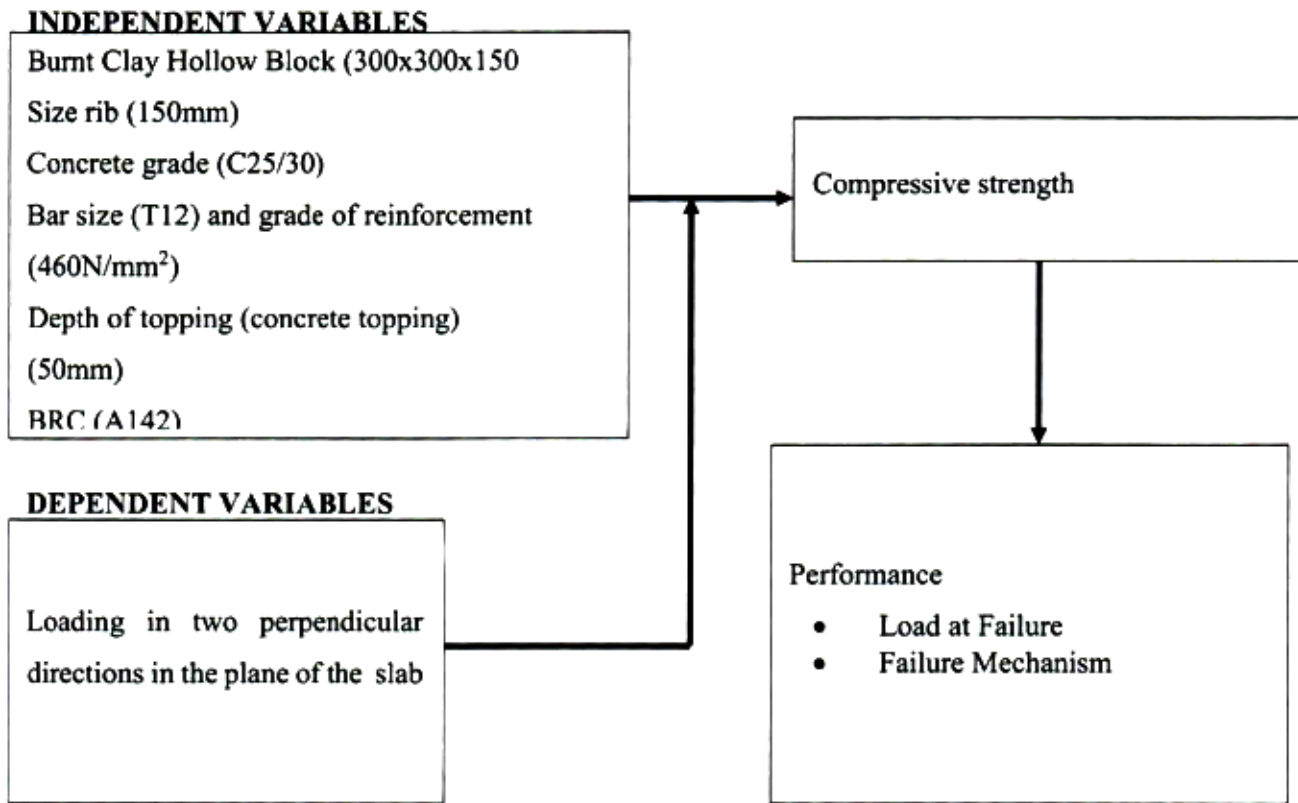 INDEPENDENT VARIABLES
Burnt Clay Hollow Block (300x300x150
Size rib (150mm)
Concrete grade (C25/30)
Bar size (T12) and grade of reinforcement
(460N/mm²)
Depth of topping (concrete topping)
(50mm)
BRC (A142)
Compressive strength
DEPENDENT VARIABLES
Loading in two perpendicular
directions in the plane of the slab
Performance
• Load at Failure
• Failure Mechanism